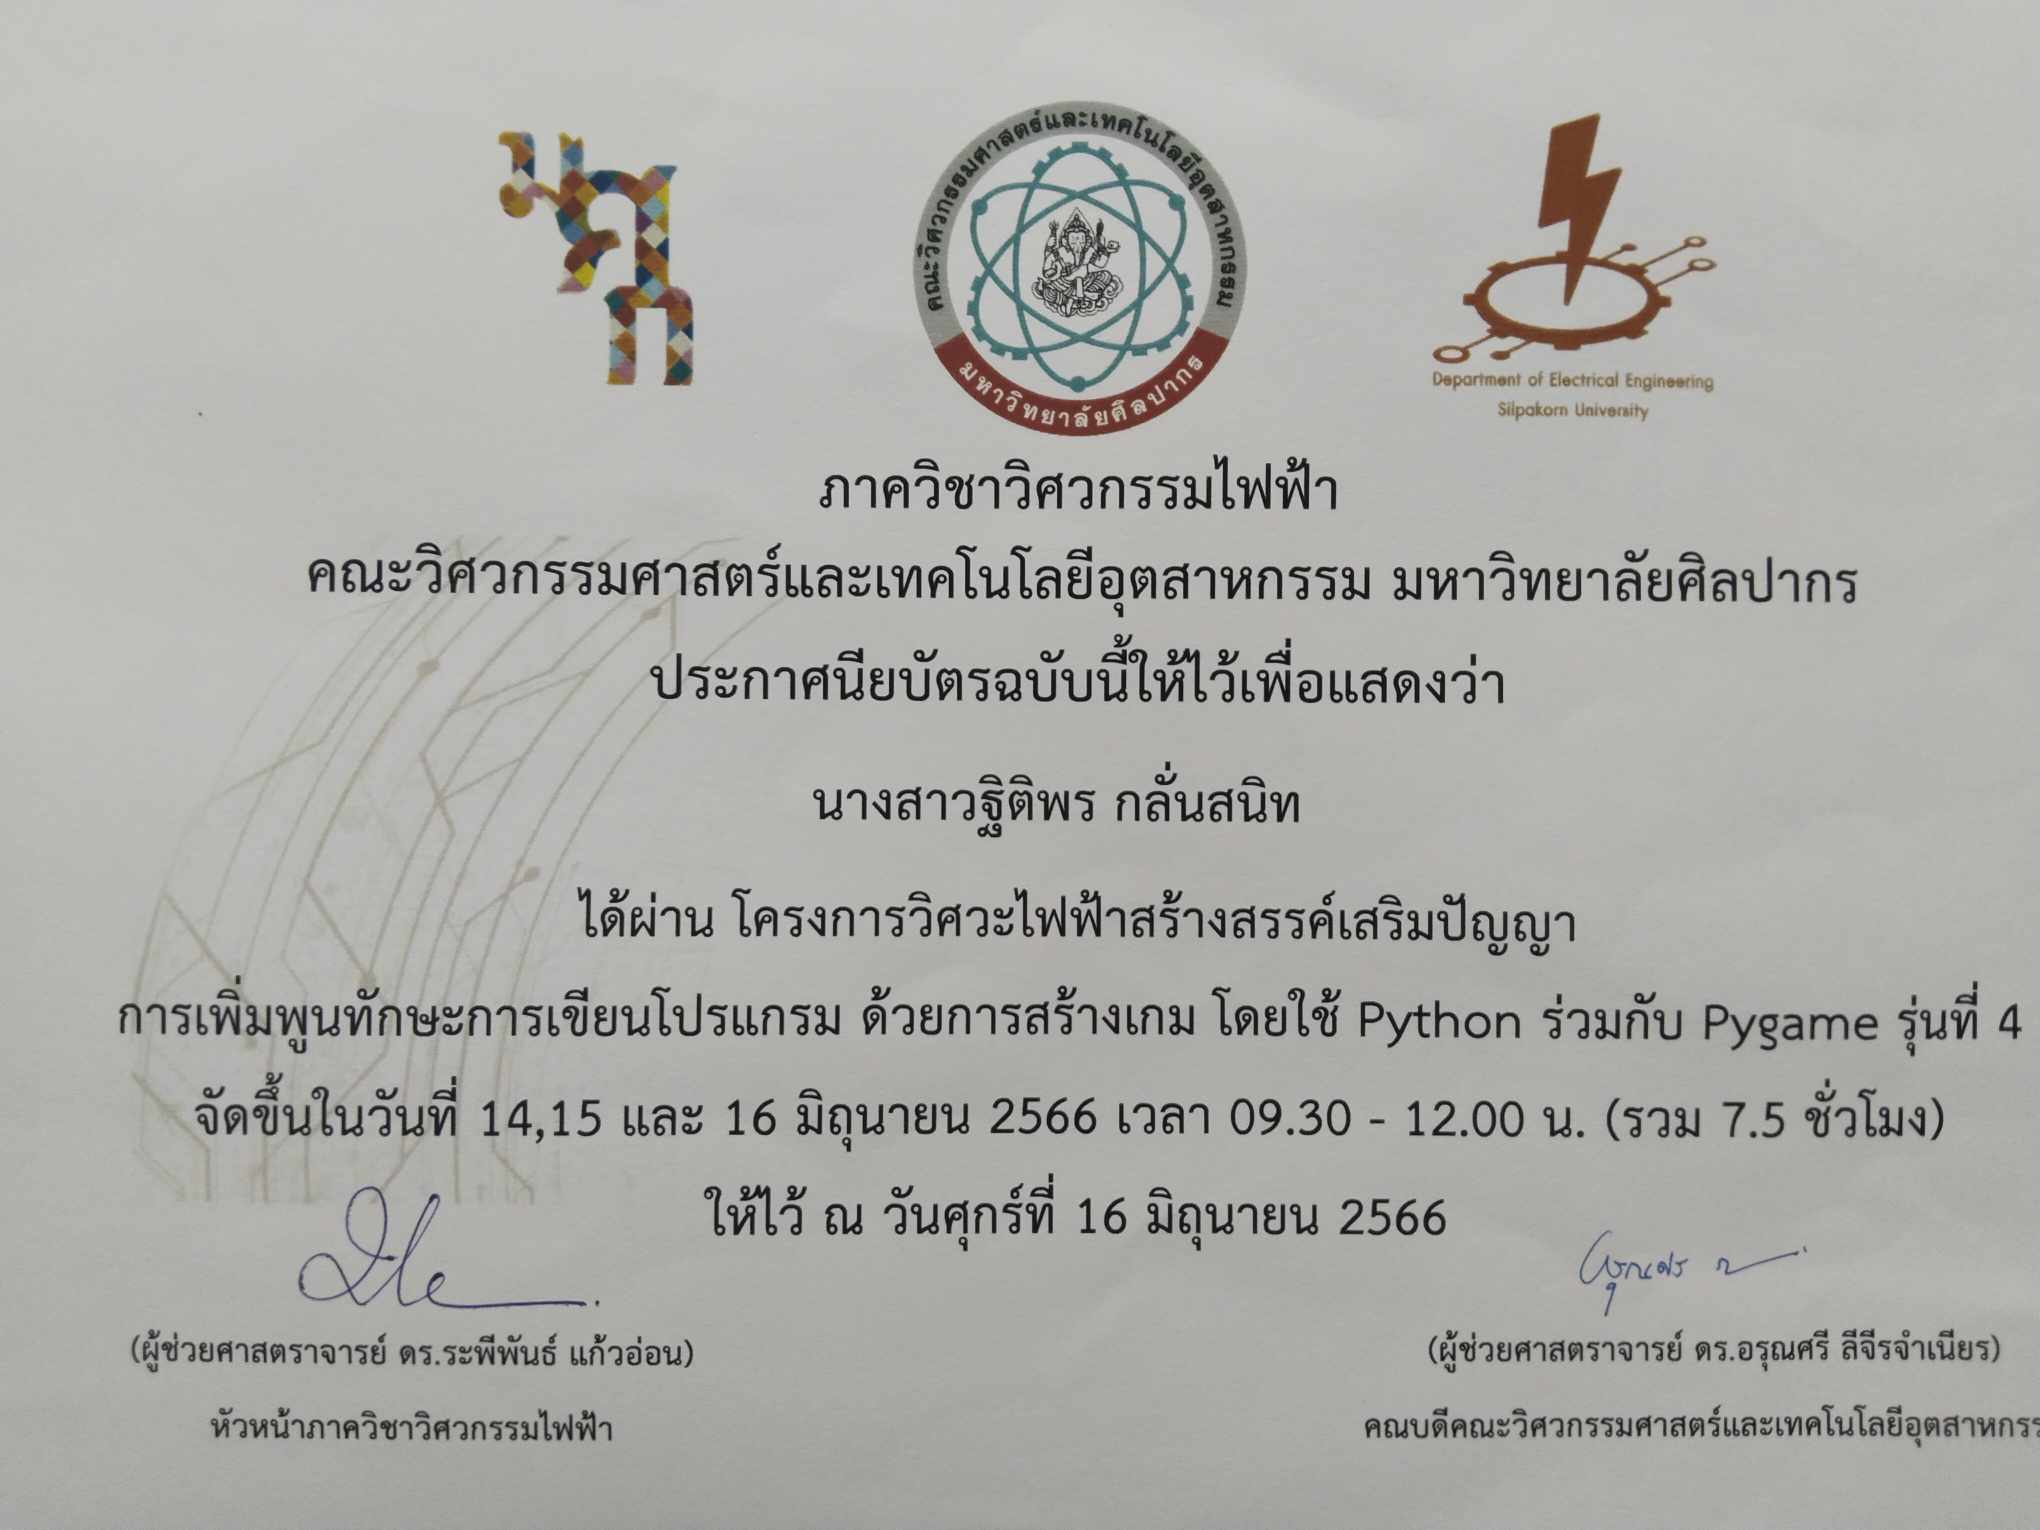 มศก
คณะวิศวกรรมศาสตร์และเทคโนโลยีอุตสาหกรรม
มหาวิทยาลัยศิลปากร
Department of Electrical Engineering
Silpakorn University
ภาควิชาวิศวกรรมไฟฟ้า
คณะวิศวกรรมศาสตร์และเทคโนโลยีอุตสาหกรรม มหาวิทยาลัยศิลปากร
ประกาศนียบัตรฉบับนี้ให้ไว้เพื่อแสดงว่า
นางสาวฐิติพร กลั่นสนิท
ได้ผ่าน โครงการวิศวะไฟฟ้าสร้างสรรค์เสริมปัญญา
การเพิ่มพูนทักษะการเขียนโปรแกรม ด้วยการสร้างเกม โดยใช้ Python ร่วมกับ Pygame รุ่นที่ 4
จัดขึ้นในวันที่ 14,15 และ 16 มิถุนายน 2566 เวลา 09.30 - 12.00 น. (รวม 7.5 ชั่วโมง)
ให้ไว้ ณ วันศุกร์ที่ 16 มิถุนายน 2566
(ผู้ช่วยศาสตราจารย์ ดร.ระพีพันธ์ แก้วอ่อน)
หัวหน้าภาควิชาวิศวกรรมไฟฟ้า
(ผู้ช่วยศาสตราจารย์ ดร.อรุณศรี ลีจีรจำเนียร)
คณบดีคณะวิศวกรรมศาสตร์และเทคโนโลยีอุตสาหกรร